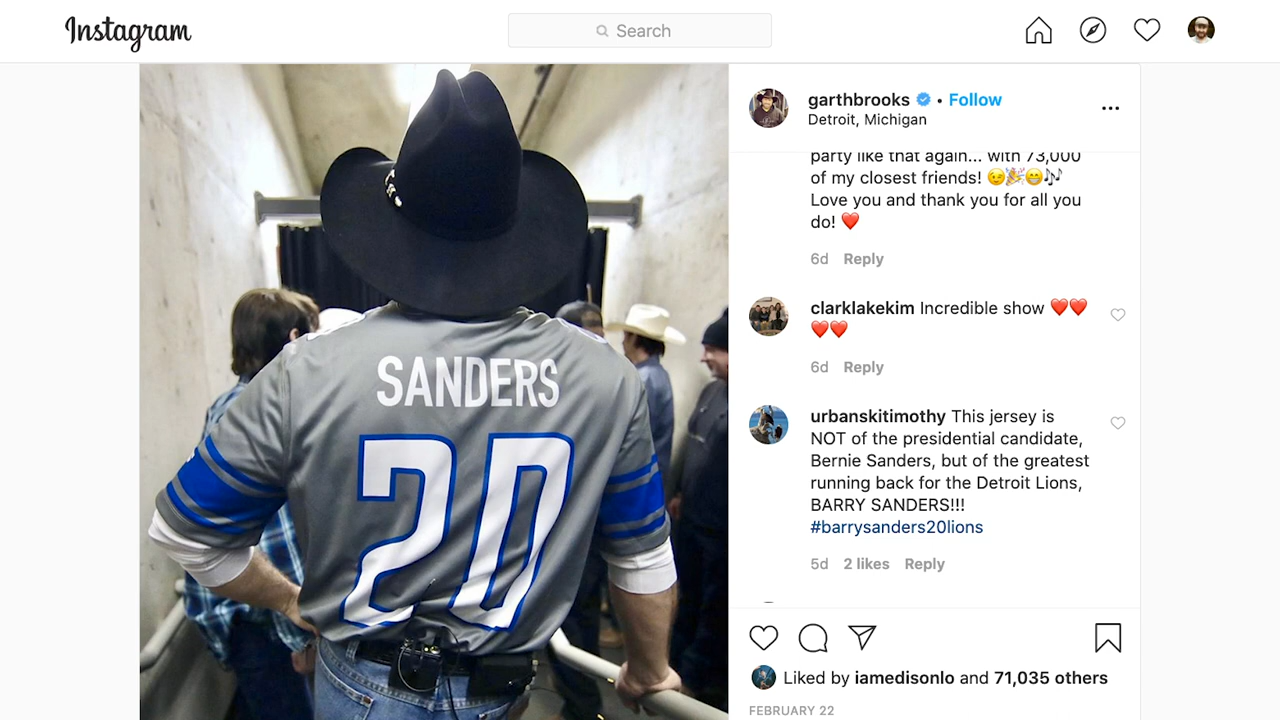 Instagram
Search
SANDERS
20
garthbrooks • Follow
Detroit, Michigan
party like that again... with 73,000
of my closest friends! 😉🎉😁🎶
Love you and thank you for all you
do! ❤️
6d Reply
clarklakekim Incredible show ❤️❤️
❤️❤️
6d Reply
urbanskitimothy This jersey is
NOT of the presidential candidate,
Bernie Sanders, but of the greatest
running back for the Detroit Lions,
BARRY SANDERS!!!
#barrysanders20lions
5d 2 likes Reply
Liked by iamedisonlo and 71,035 others
FEBRUARY 22